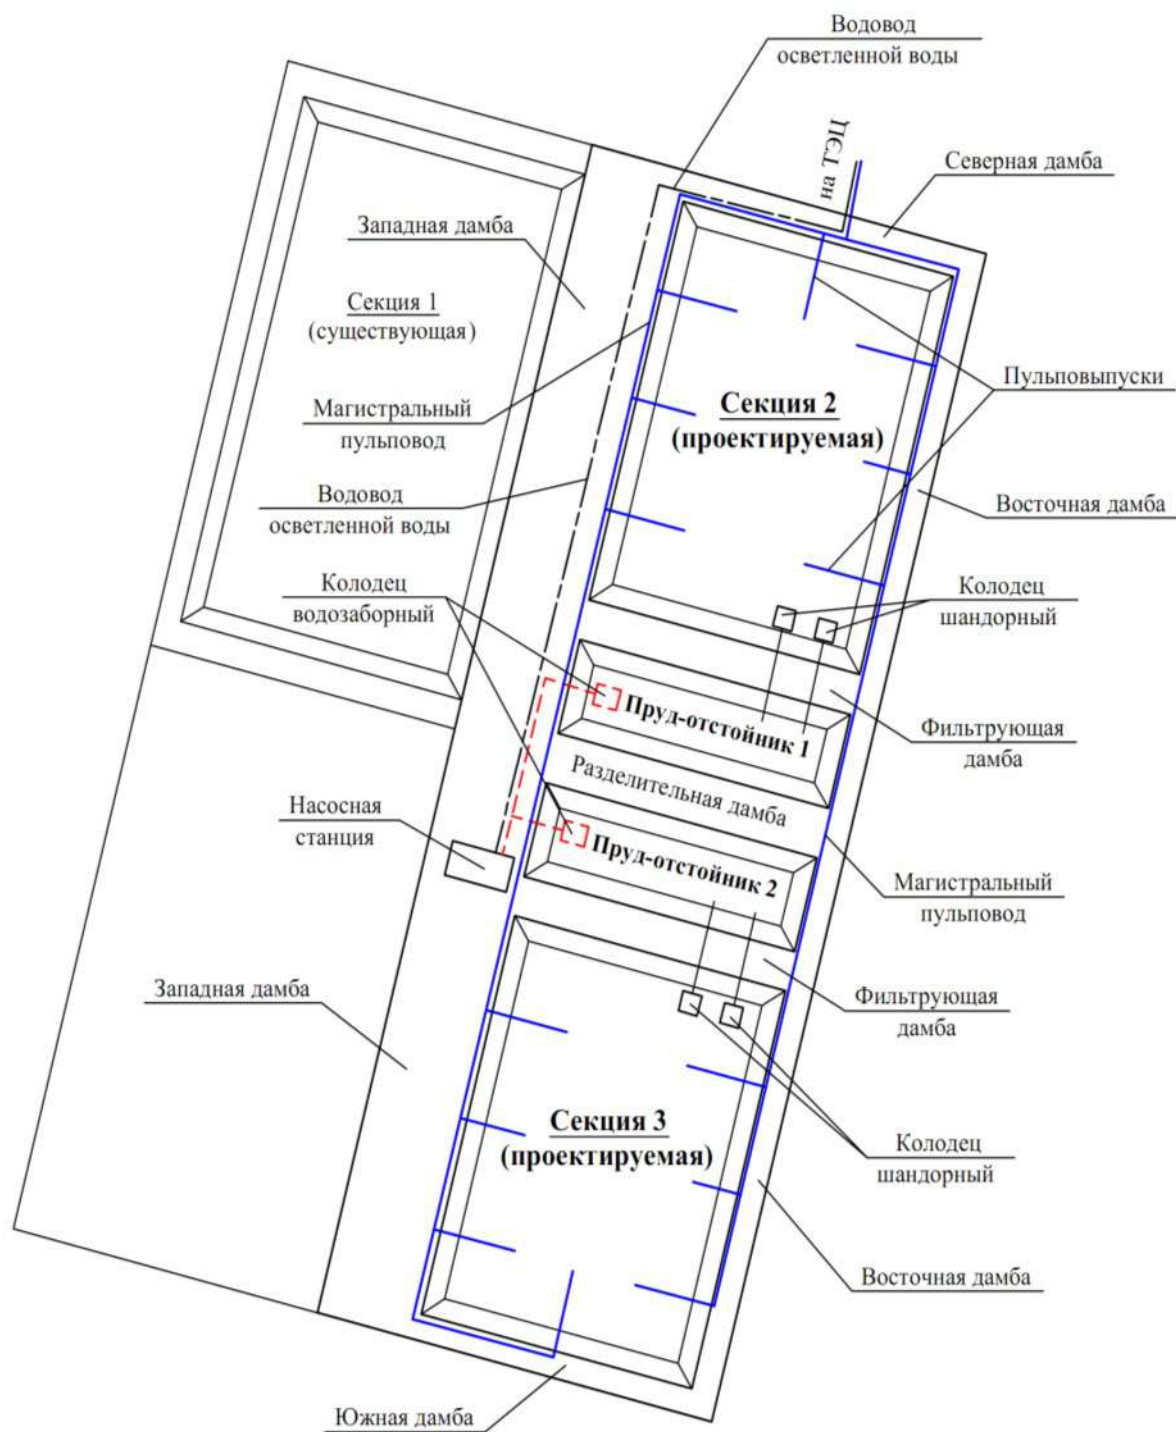 Водовод
осветленной воды
на ТЭЦ
Северная дамба
Западная дамба
Секция 1
(существующая)
Пульповыпуски
Секция 2
(проектируемая)
Магистральный
пульповод
Водовод
осветленной воды
Восточная дамба
Колодец
водозаборный
Колодец
шандорный
Пруд-отстойник 1
Фильтрующая
дамба
Разделительная дамба
Насосная
станция
Пруд-отстойник 2
Магистральный
пульповод
Западная дамба
Фильтрующая
дамба
Секция 3
(проектируемая)
Колодец
шандорный
Восточная дамба
Южная дамба